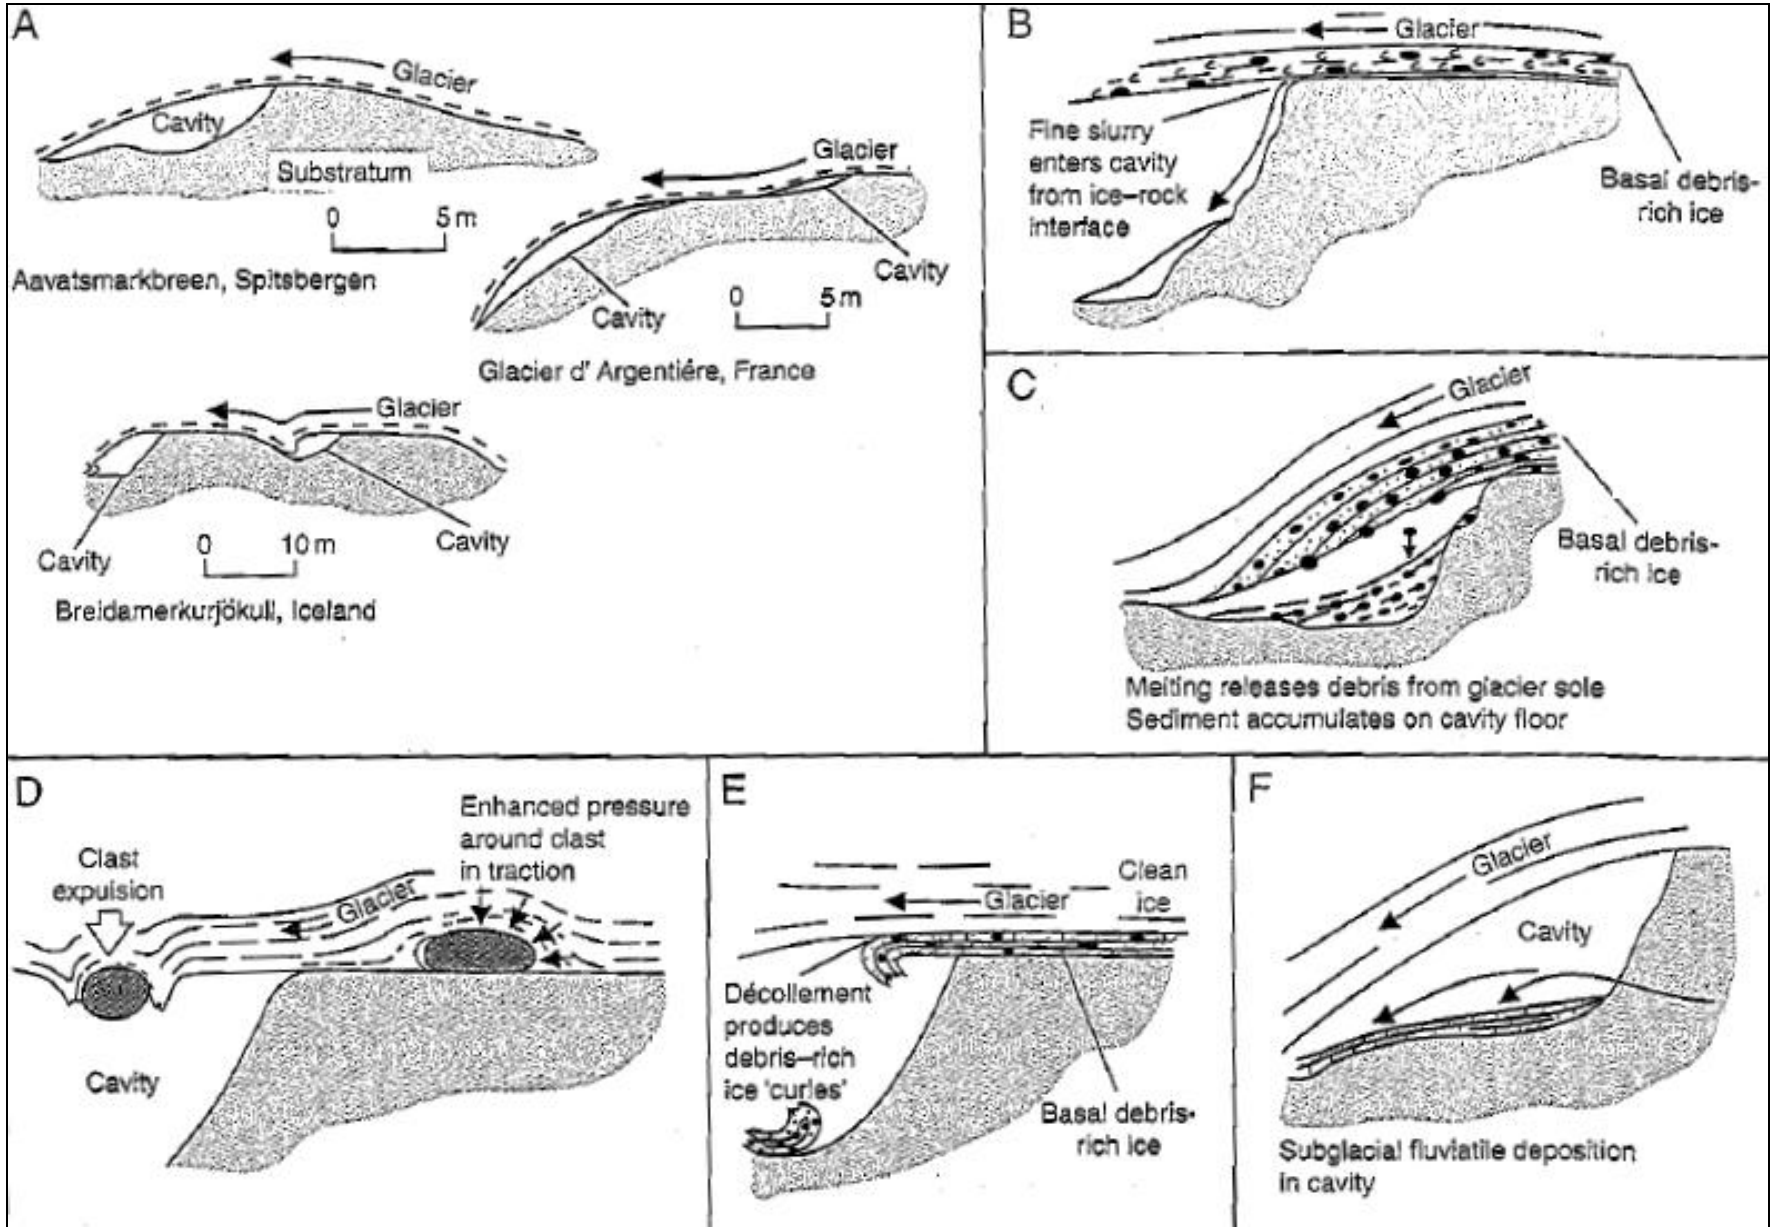 A
Glacier
Cavity
Substratum
0 5 m
Aavatsmarkbreen, Spitsbergen
Glacier
Cavity
Cavity
0 5 m
Glacier d' Argentiére, France
Glacier
Cavity
Cavity
0 10 m
Breidamerkurjökull, Iceland
B
Glacier
Fine slurry
enters cavity
from ice–rock
interface
Basal debris-
rich ice
C
Glacier
Basal debris-
rich ice
Melting releases debris from glacier sole
Sediment accumulates on cavity floor
D
Clast
expulsion
Enhanced pressure
around clast
in traction
Glacier
Cavity
E
Clean
ice
Glacier
Décollement
produces
debris–rich
ice 'curles'
Basal debris-
rich ice
F
Glacier
Cavity
Subglacial fluviatile deposition
in cavity